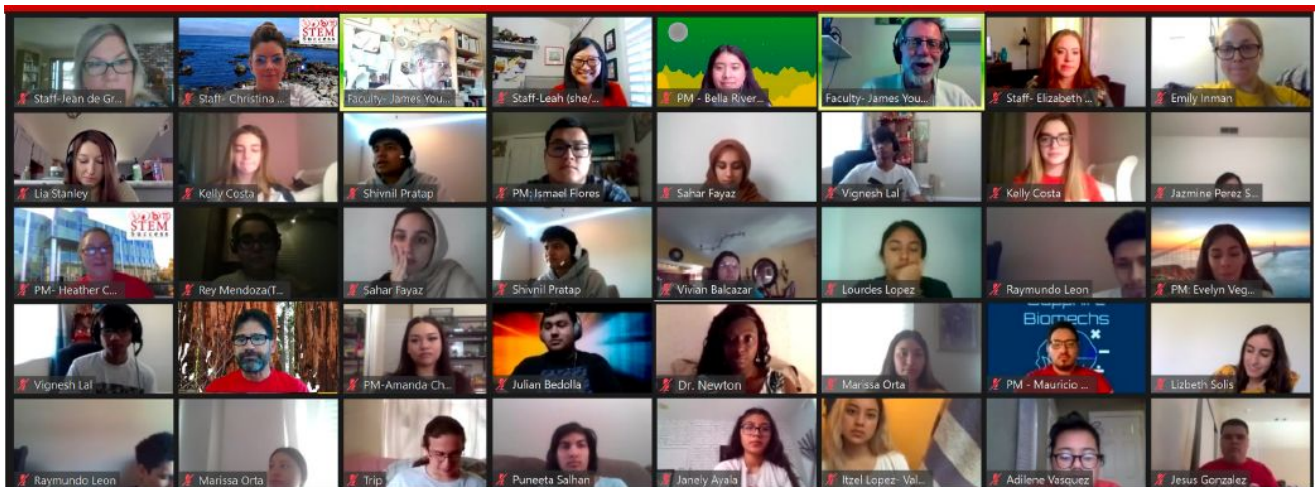 STEM
Success
Staff-Jean de Gr...
Staff- Christina ...
Faculty- James You...
Staff-Leah (she/...
PM - Bella River...
Faculty- James You...
Staff- Elizabeth ...
Emily Inman
Lia Stanley
Kelly Costa
Shivnil Pratap
PM: Ismael Flores
Sahar Fayaz
Vignesh Lal
Kelly Costa
Jazmine Perez S...
STEM
Success
PM- Heather C...
Rey Mendoza(T...
Sahar Fayaz
Shivnil Pratap
Vivian Balcazar
Lourdes Lopez
Raymundo Leon
PM: Evelyn Veg...
Biomechs
Vignesh Lal
PM-Amanda Ch...
Julian Bedolla
Dr. Newton
Marissa Orta
PM - Mauricio ...
Lizbeth Solis
Raymundo Leon
Marissa Orta
Trip
Puneeta Salhan
Janely Ayala
Itzel Lopez- Val...
Adilene Vasquez
Jesus Gonzalez